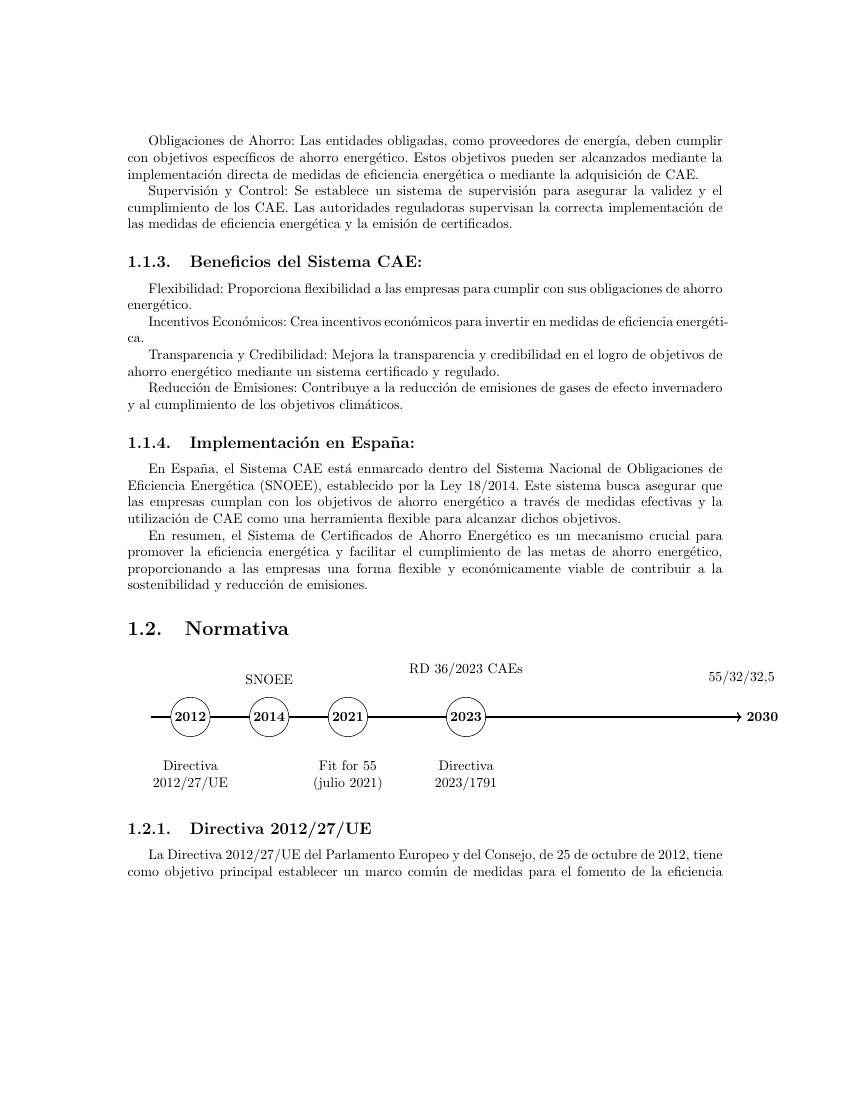 Obligaciones de Ahorro: Las entidades obligadas, como proveedores de energía, deben cumplir
con objetivos específicos de ahorro energético. Estos objetivos pueden ser alcanzados mediante la
implementación directa de medidas de eficiencia energética o mediante la adquisición de CAE.
Supervisión y Control: Se establece un sistema de supervisión para asegurar la validez y el
cumplimiento de los CAE. Las autoridades reguladoras supervisan la correcta implementación de
las medidas de eficiencia energética y la emisión de certificados.
1.1.3. Beneficios del Sistema CAE:
Flexibilidad: Proporciona flexibilidad a las empresas para cumplir con sus obligaciones de ahorro
energético.
Incentivos Económicos: Crea incentivos económicos para invertir en medidas de eficiencia energéti-
ca.
Transparencia y Credibilidad: Mejora la transparencia y credibilidad en el logro de objetivos de
ahorro energético mediante un sistema certificado y regulado.
Reducción de Emisiones: Contribuye a la reducción de emisiones de gases de efecto invernadero
y al cumplimiento de los objetivos climáticos.
1.1.4. Implementación en España:
En España, el Sistema CAE está enmarcado dentro del Sistema Nacional de Obligaciones de
Eficiencia Energética (SNOEE), establecido por la Ley 18/2014. Este sistema busca asegurar que
las empresas cumplan con los objetivos de ahorro energético a través de medidas efectivas y la
utilización de CAE como una herramienta flexible para alcanzar dichos objetivos.
En resumen, el Sistema de Certificados de Ahorro Energético es un mecanismo crucial para
promover la eficiencia energética y facilitar el cumplimiento de las metas de ahorro energético,
proporcionando a las empresas una forma flexible y económicamente viable de contribuir a la
sostenibilidad y reducción de emisiones.
1.2. Normativa
SNOEE
RD 36/2023 CAEs
55/32/32,5
2012
2014
2021
2023
2030
Directiva
2012/27/UE
Fit for 55
(julio 2021)
Directiva
2023/1791
1.2.1. Directiva 2012/27/UE
La Directiva 2012/27/UE del Parlamento Europeo y del Consejo, de 25 de octubre de 2012, tiene
como objetivo principal establecer un marco común de medidas para el fomento de la eficiencia